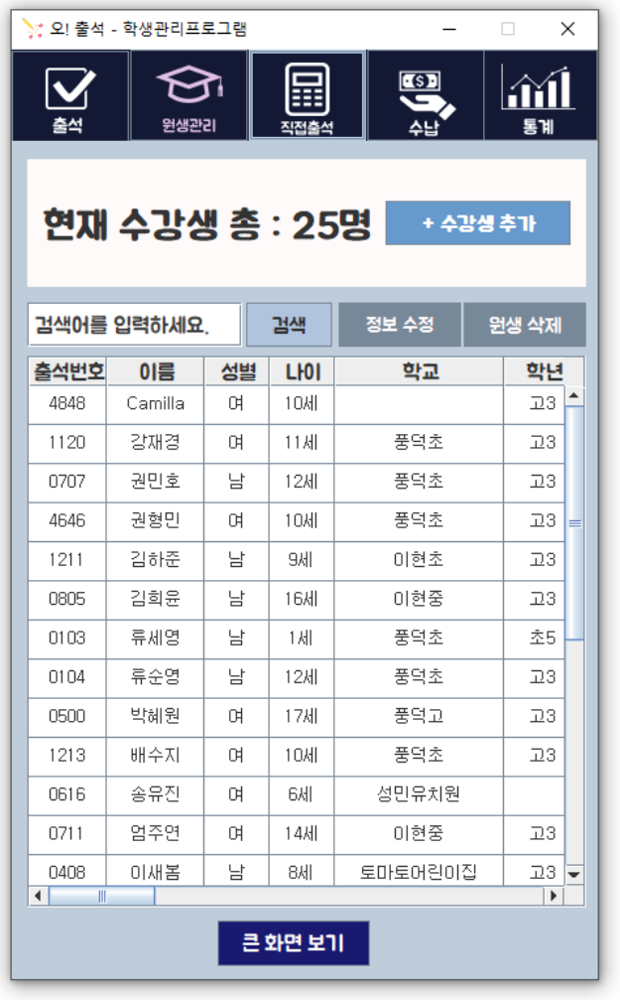 오! 출석 - 학생관리프로그램
출석 원생관리 직접출석 수납 통계
현재 수강생 총 : 25명 + 수강생 추가
검색어를 입력하세요. 검색 정보 수정 원생 삭제
출석번호 이름 성별 나이 학교 학년
4848 Camilla 여 10세 고3
1120 강재경 여 11세 풍덕초 고3
0707 권민호 남 12세 풍덕초 고3
4646 권형민 여 10세 풍덕초 고3
1211 김하준 남 9세 이현초 고3
0805 김희윤 남 16세 이현중 고3
0103 류세영 남 1세 풍덕초 초5
0104 류순영 남 12세 풍덕초 고3
0500 박혜원 여 17세 풍덕고 고3
1213 배수지 여 10세 풍덕초 고3
0616 송유진 여 6세 성민유치원
0711 엄주연 여 14세 이현중 고3
0408 이새봄 남 8세 토마토어린이집 고3
큰 화면 보기